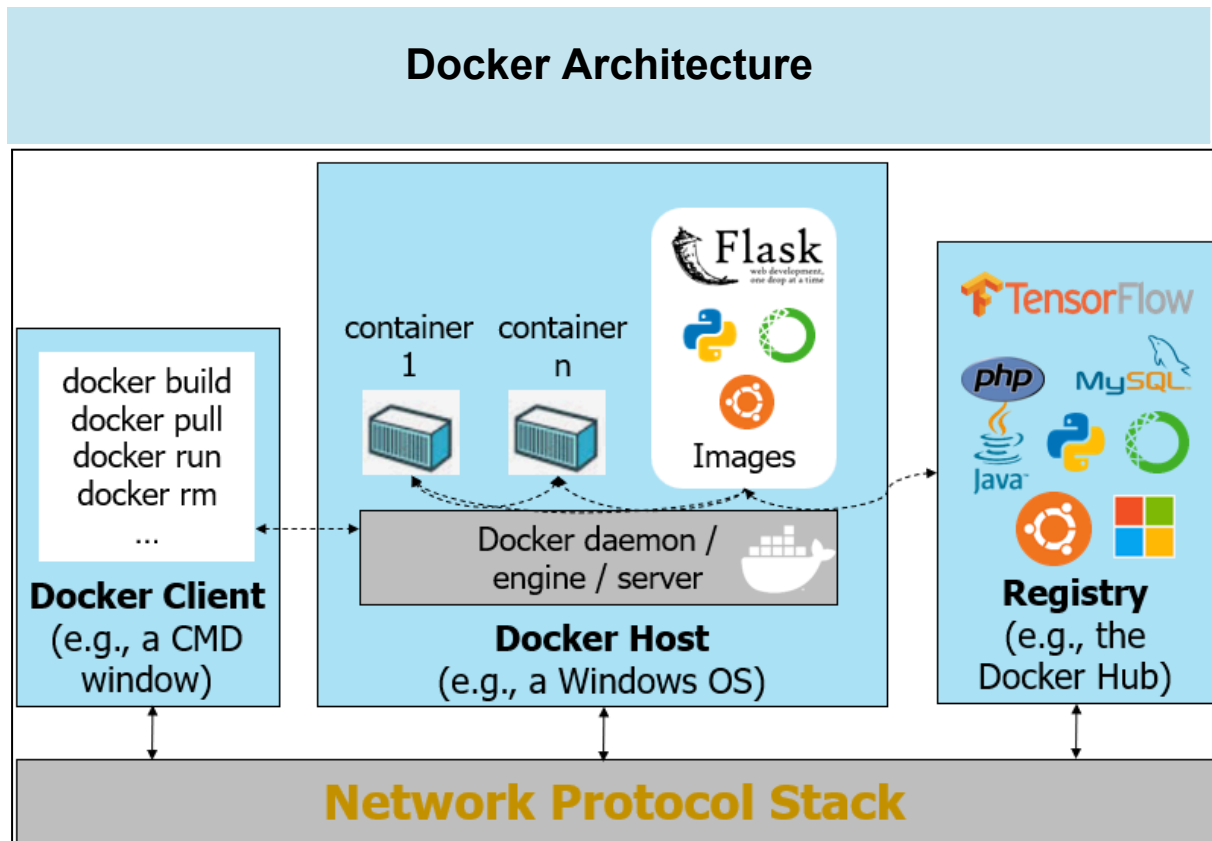 Docker Architecture
docker build
docker pull
docker run
docker rm
...
Docker Client
(e.g., a CMD
window)
container
1
container
n
Flask
web development,
one drop at a time
Images
Docker daemon /
engine / server
Docker Host
(e.g., a Windows OS)
TensorFlow
php
MySQL
Java
Registry
(e.g., the
Docker Hub)
Network Protocol Stack